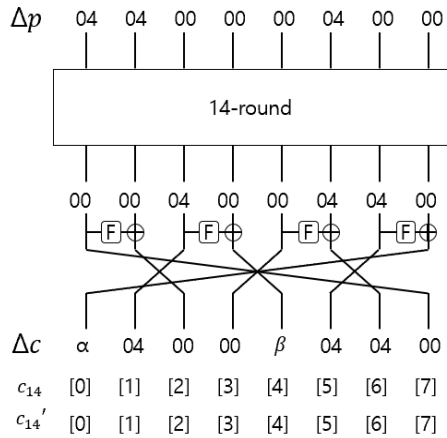 Δp 04 04 00 00 00 04 00 00
14-round
00 00 04 00 00 04 04 00
F F F F
Δc α 04 00 00 β 04 04 00
c₁₄ [0] [1] [2] [3] [4] [5] [6] [7]
c₁₄′ [0] [1] [2] [3] [4] [5] [6] [7]